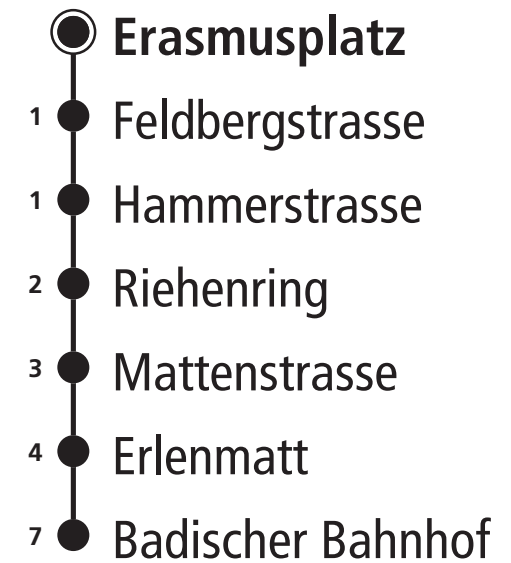 Erasmusplatz
1 Feldbergstrasse
1 Hammerstrasse
2 Riehenring
3 Mattenstrasse
4 Erlenmatt
7 Badischer Bahnhof